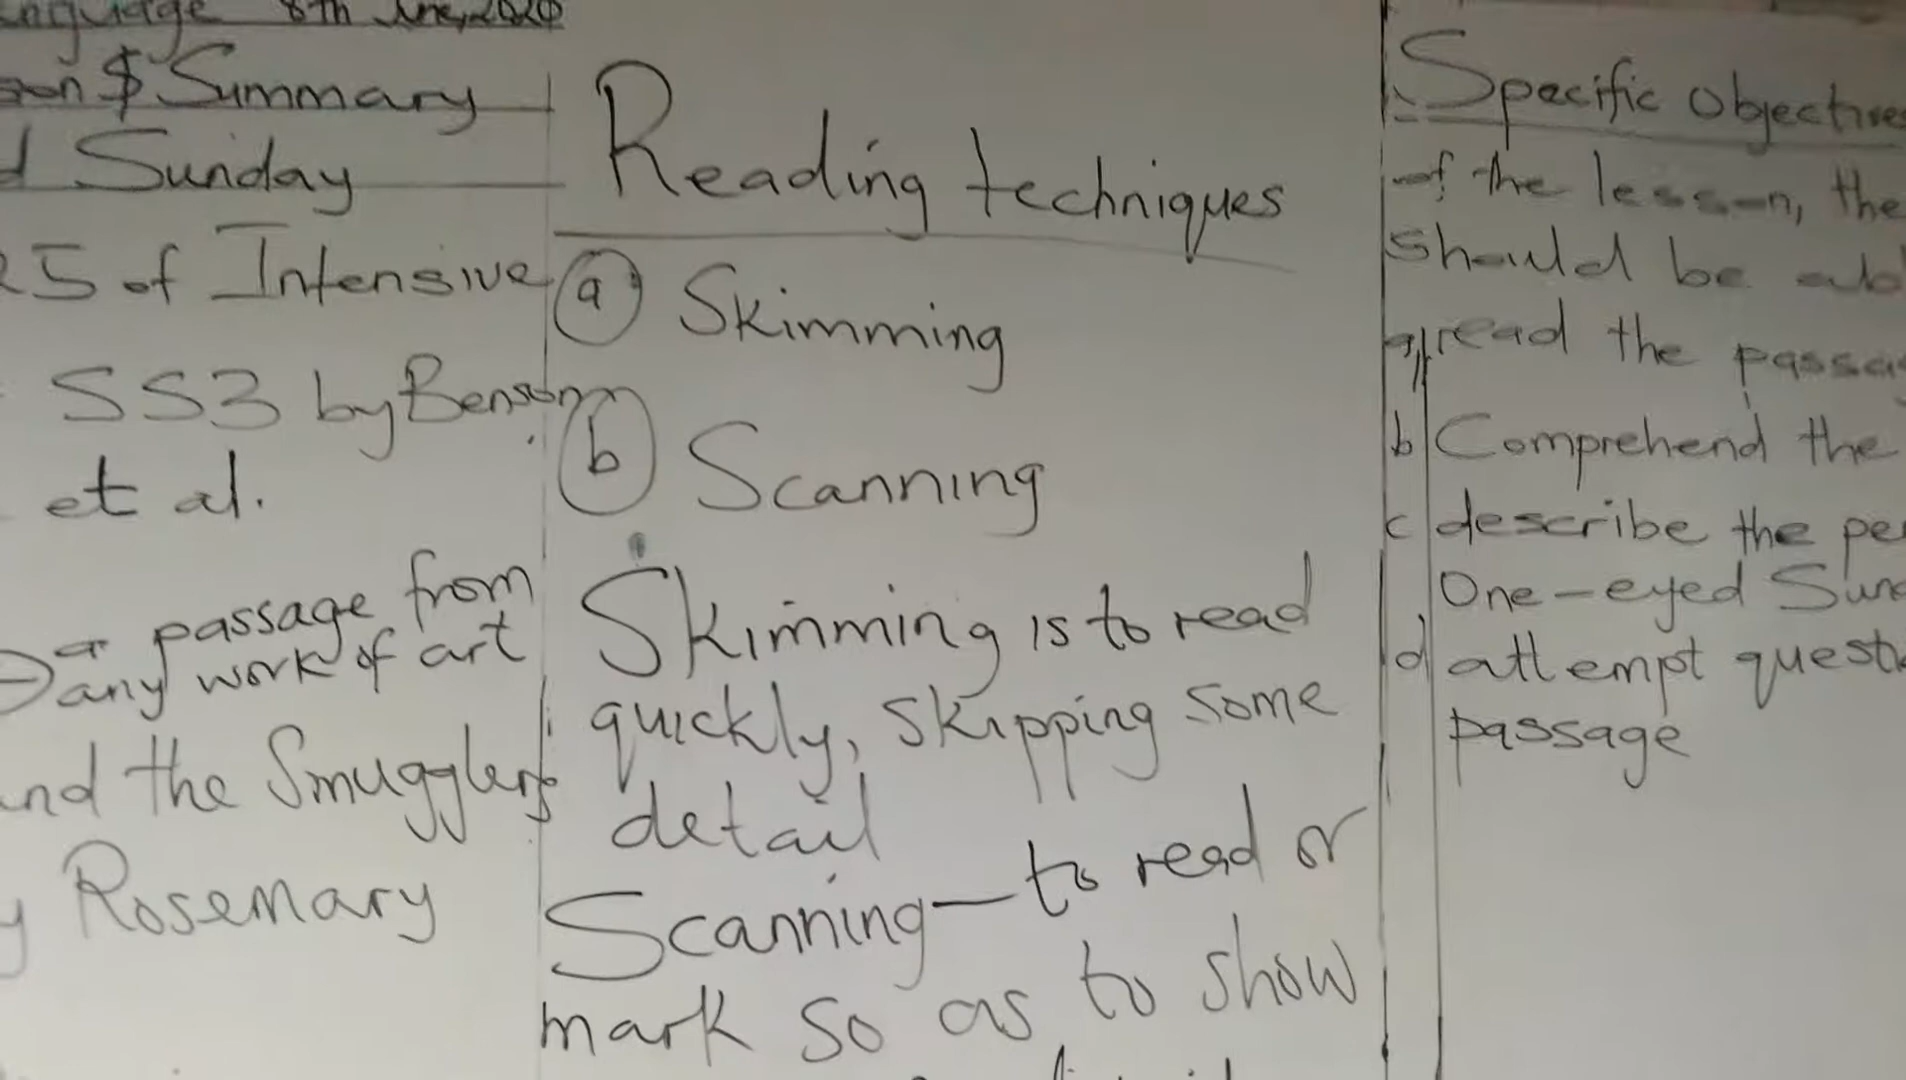 8th June, 2020
$ Summary
Sunday
5 of Intensive
SS3 by Benson
et al.
a passage from
any work of art
the Smugglers
Rosemary
Reading techniques
a Skimming
b Scanning
Skimming is to read
quickly, skipping some
detail
Scanning - to read or
mark so as to show
Specific Objectives
of the lesson, the
should be
a) read the
b Comprehend the
c describe the
One-eyed
d attempt
passage